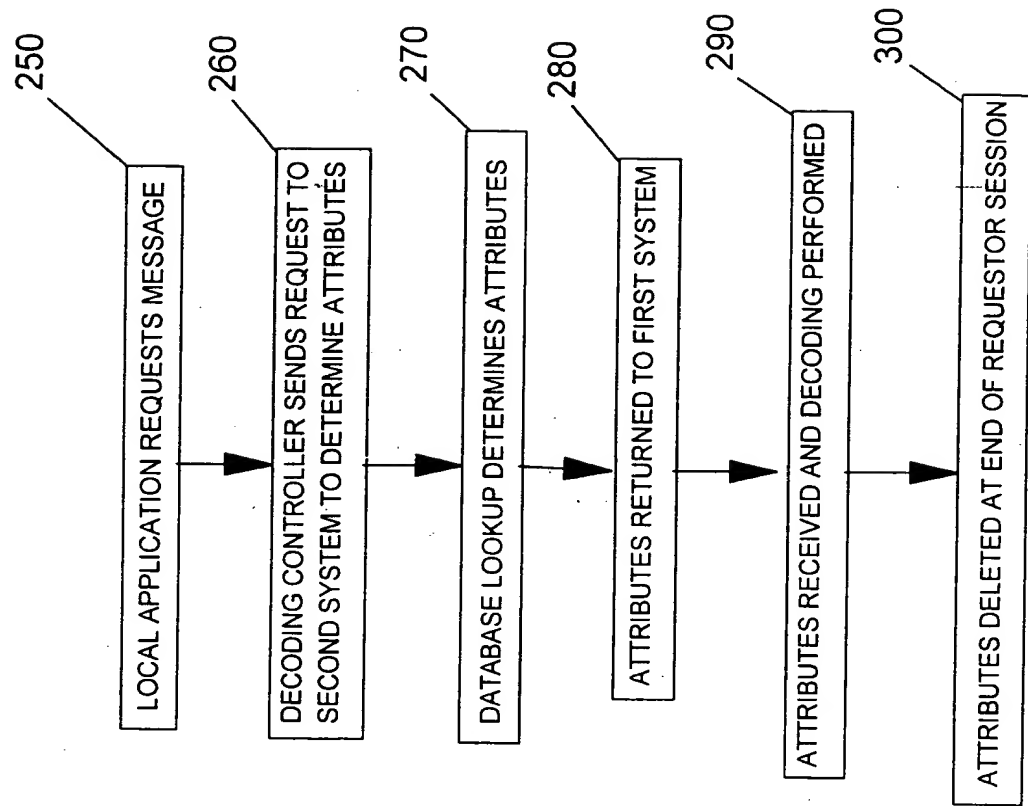 250
LOCAL APPLICATION REQUESTS MESSAGE
260
DECODING CONTROLLER SENDS REQUEST TO
SECOND SYSTEM TO DETERMINE ATTRIBUTES
270
DATABASE LOOKUP DETERMINES ATTRIBUTES
280
ATTRIBUTES RETURNED TO FIRST SYSTEM
290
ATTRIBUTES RECEIVED AND DECODING PERFORMED
300
ATTRIBUTES DELETED AT END OF REQUESTOR SESSION